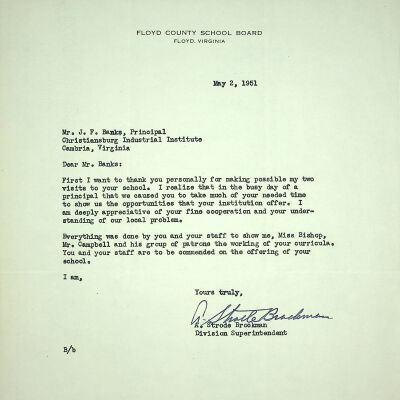 FLOYD COUNTY SCHOOL BOARD
FLOYD, VIRGINIA
May 2, 1951
Mr. J. F. Banks, Principal
Christiansburg Industrial Institute
Cambria, Virginia
Dear Mr. Banks:
First I want to thank you personally for making possible my two
visits to your school. I realize that in the busy day of a
principal that we caused you to take much of your needed time
to show us the opportunities that your institution offer. I
am deeply appreciative of your fine cooperation and your under-
standing of our local problem.
Everything was done by you and your staff to show me, Miss Bishop,
Mr. Campbell and his group of patrons the working of your curricula.
You and your staff are to be commended on the offering of your
school.
I am,
Yours truly,
A. Strode Brockman
A. Strode Brockman
Division Superintendent
B/b